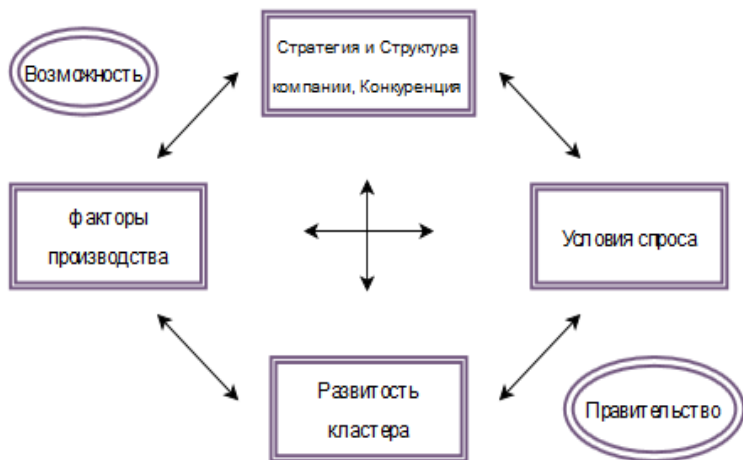 Стратегия и Структура
компании, Конкуренция
Возможность
факторы
производства
Условия спроса
Развитость
кластера
Правительство